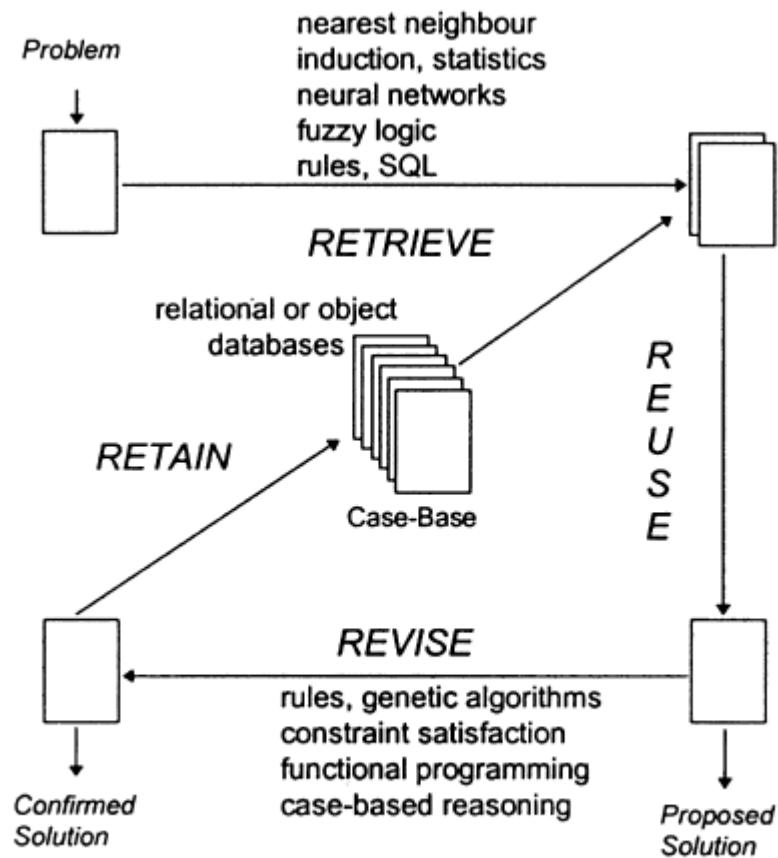 Problem
nearest neighbour
induction, statistics
neural networks
fuzzy logic
rules, SQL
RETRIEVE
relational or object
databases
REUSE
RETAIN
Case-Base
REVISE
rules, genetic algorithms
constraint satisfaction
functional programming
case-based reasoning
Confirmed
Solution
Proposed
Solution